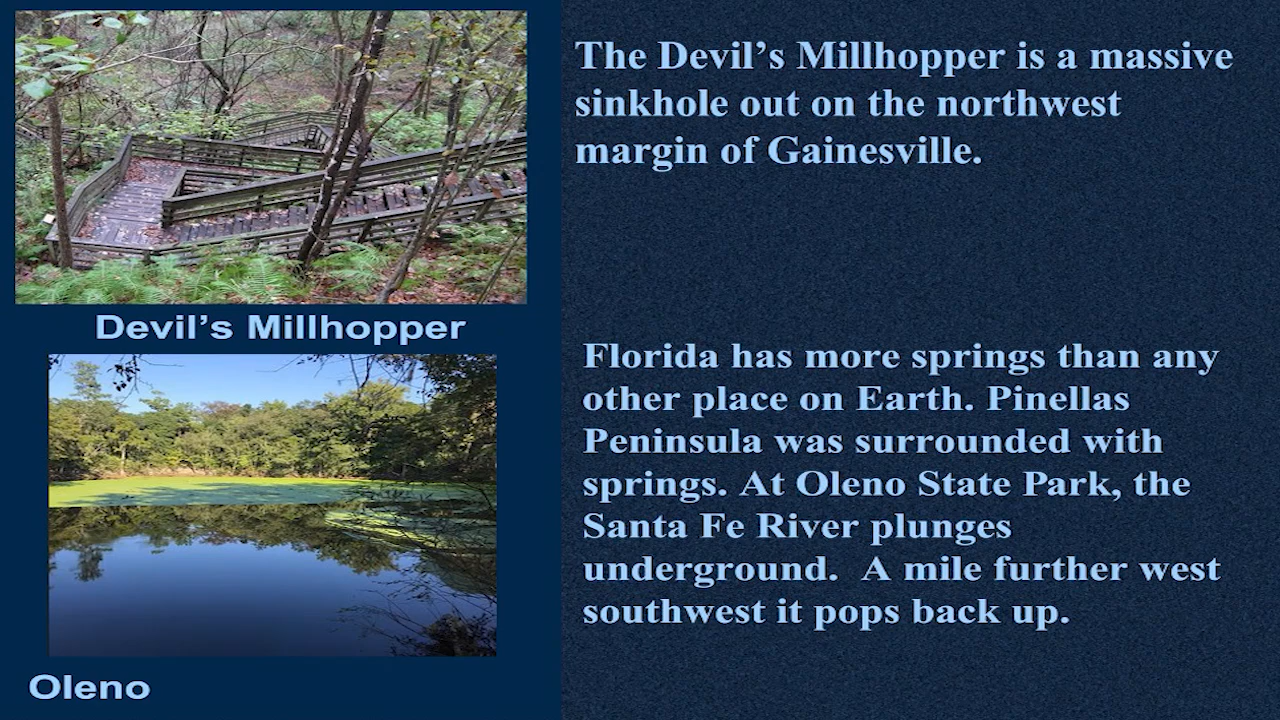 The Devil’s Millhopper is a massive
sinkhole out on the northwest
margin of Gainesville.
Devil’s Millhopper
Florida has more springs than any
other place on Earth. Pinellas
Peninsula was surrounded with
springs. At Oleno State Park, the
Santa Fe River plunges
underground.  A mile further west
southwest it pops back up.
Oleno